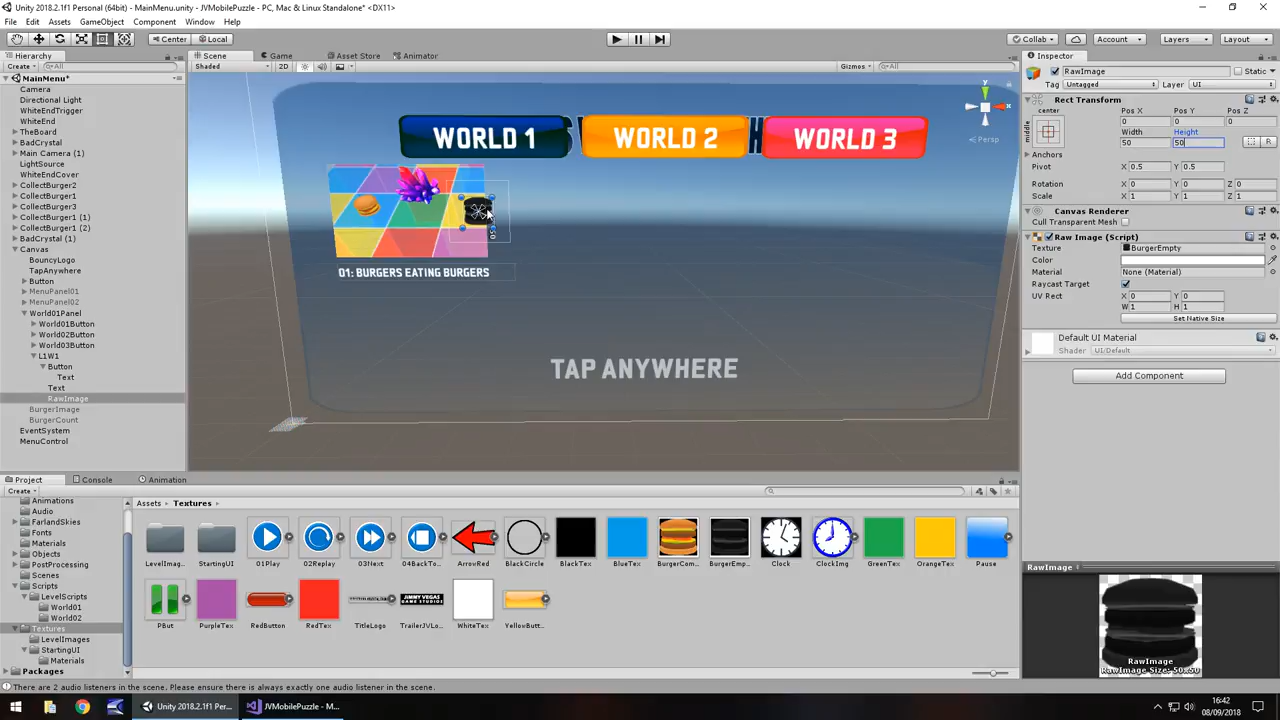 Unity 2018.2.1f1 Personal (64bit) - MainMenu.unity - JVMobilePuzzle - PC, Mac & Linux Standalone* <DX11>
File Edit Assets GameObject Component Window Help
Center Local Collab Account Layers Layout
Hierarchy
Create All
MainMenu*
Camera
Directional Light
WhiteEndTrigger
WhiteEnd
TheBoard
BadCrystal
Main Camera (1)
LightSource
WhiteEndCover
CollectBurger2
CollectBurger1
CollectBurger3
CollectBurger1 (1)
CollectBurger1 (2)
BadCrystal (1)
Canvas
BouncyLogo
TapAnywhere
Button
MenuPanel01
MenuPanel02
World01Panel
World01Button
World02Button
World03Button
L1W1
Button
Text
Text
RawImage
BurgerImage
BurgerCount
EventSystem
MenuControl
Scene Game Asset Store Animator
Shaded 2D Gizmos All
WORLD 1 WORLD 2 WORLD 3
01: BURGERS EATING BURGERS
TAP ANYWHERE
y
Persp
Inspector
RawImage Static
Tag Untagged Layer UI
Rect Transform
center Pos X Pos Y Pos Z
middle 0 0 0
Width Height
50 50
R
Anchors
Pivot X 0.5 Y 0.5
Rotation X 0 Y 0 Z 0
Scale X 1 Y 1 Z 1
Canvas Renderer
Cull Transparent Mesh
Raw Image (Script)
Texture BurgerEmpty
Color
Material None (Material)
Raycast Target
UV Rect X 0 Y 0
W 1 H 1
Set Native Size
Default UI Material
Shader UI/Default
Add Component
RawImage
RawImage
RawImage Size: 50x50
Project Console Animation
Create
Animations
Audio
FarlandSkies
Fonts
Materials
Objects
PostProcessing
Scenes
Scripts
LevelScripts
World01
World02
Textures
LevelImages
StartingUI
Materials
Packages
Assets Textures
LevelImag... StartingUI 01Play 02Replay 03Next 04BackTo... ArrowRed BlackCircle BlackTex BlueTex BurgerCom... BurgerEmp... Clock ClockImg GreenTex OrangeTex Pause
PBut PurpleTex RedButton RedTex TitleLogo TrailerJVLo... WhiteTex YellowButt...
There are 2 audio listeners in the scene. Please ensure there is always exactly one audio listener in the scene.
Unity 2018.2.1f1 Per... JVMobilePuzzle - M...
16:42
08/09/2018